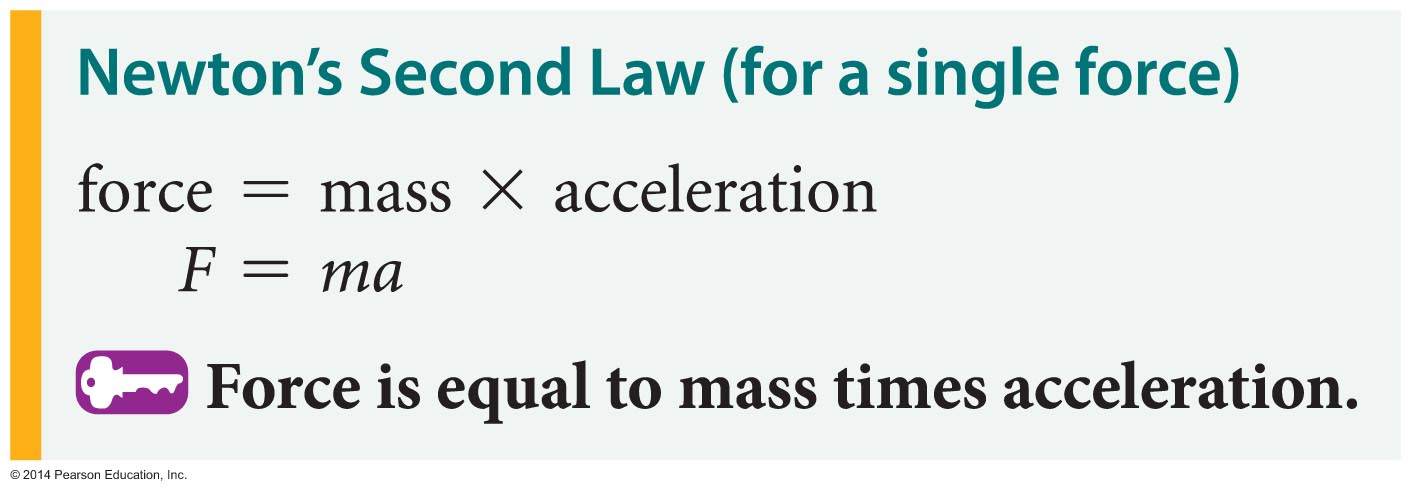 Newton’s Second Law (for a single force)
force = mass × acceleration
F = ma
Force is equal to mass times acceleration.
© 2014 Pearson Education, Inc.